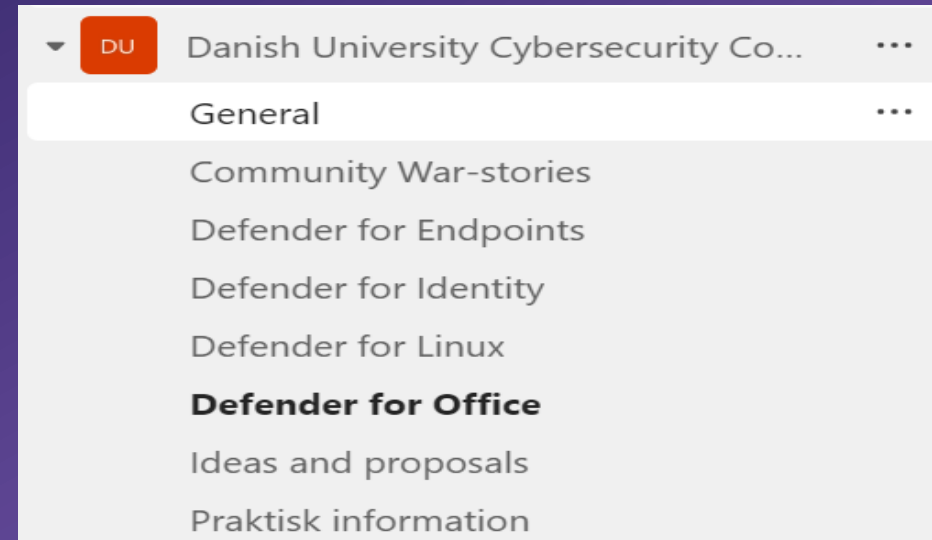 DU Danish University Cybersecurity Co...
General
Community War-stories
Defender for Endpoints
Defender for Identity
Defender for Linux
Defender for Office
Ideas and proposals
Praktisk information